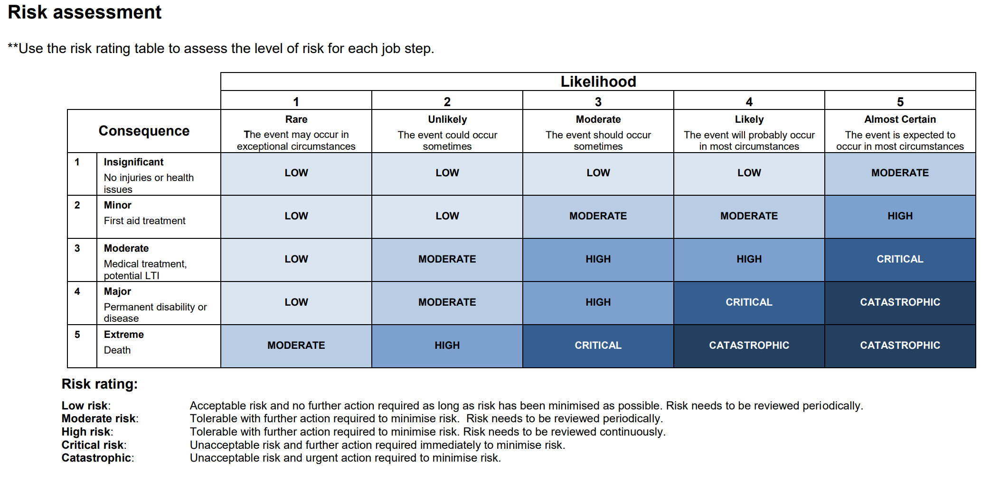 Risk assessment
**Use the risk rating table to assess the level of risk for each job step.
Likelihood
1 2 3 4 5
Consequence
Rare
The event may occur in
exceptional circumstances
Unlikely
The event could occur
sometimes
Moderate
The event should occur
sometimes
Likely
The event will probably occur
in most circumstances
Almost Certain
The event is expected to
occur in most circumstances
1 Insignificant
No injuries or health
issues
LOW LOW LOW LOW MODERATE
2 Minor
First aid treatment
LOW LOW MODERATE MODERATE HIGH
3 Moderate
Medical treatment,
potential LTI
LOW MODERATE HIGH HIGH CRITICAL
4 Major
Permanent disability or
disease
LOW MODERATE HIGH CRITICAL CATASTROPHIC
5 Extreme
Death
MODERATE HIGH CRITICAL CATASTROPHIC CATASTROPHIC
Risk rating:
Low risk: Acceptable risk and no further action required as long as risk has been minimised as possible. Risk needs to be reviewed periodically.
Moderate risk: Tolerable with further action required to minimise risk.  Risk needs to be reviewed periodically.
High risk: Tolerable with further action required to minimise risk. Risk needs to be reviewed continuously.
Critical risk: Unacceptable risk and further action required immediately to minimise risk.
Catastrophic: Unacceptable risk and urgent action required to minimise risk.